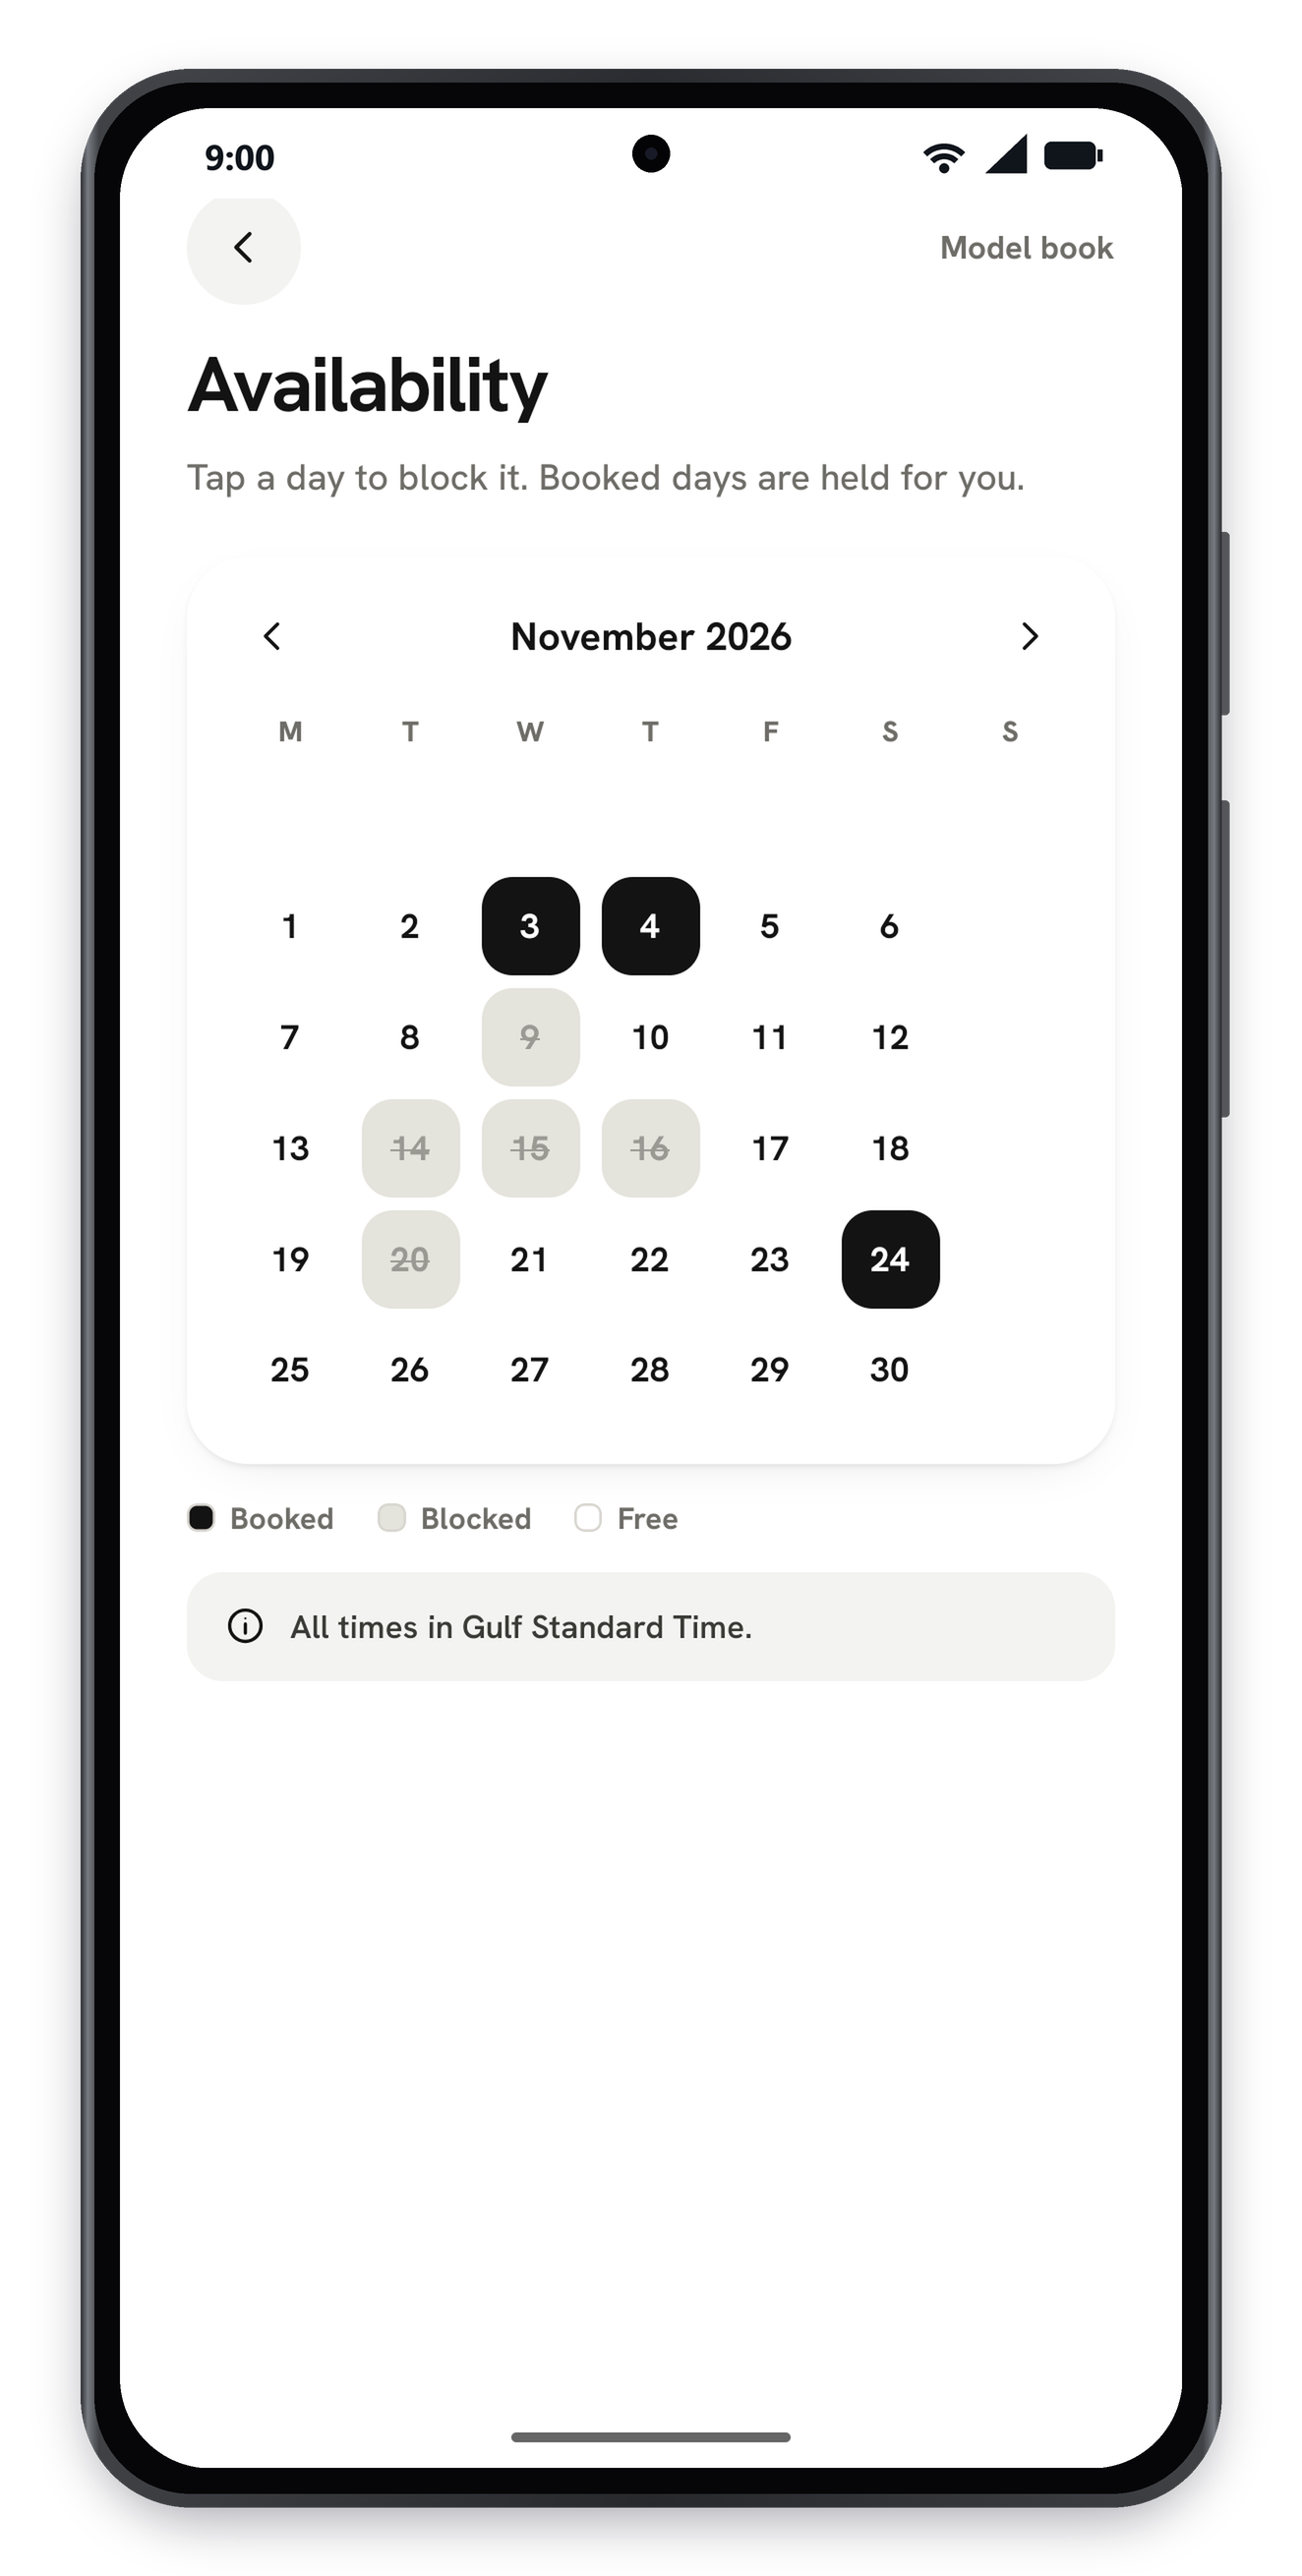 9:00
Model book
Availability
Tap a day to block it. Booked days are held for you.
November 2026
M T W T F S S
1 2 3 4 5 6
7 8 9 10 11 12
13 14 15 16 17 18
19 20 21 22 23 24
25 26 27 28 29 30
Booked Blocked Free
All times in Gulf Standard Time.